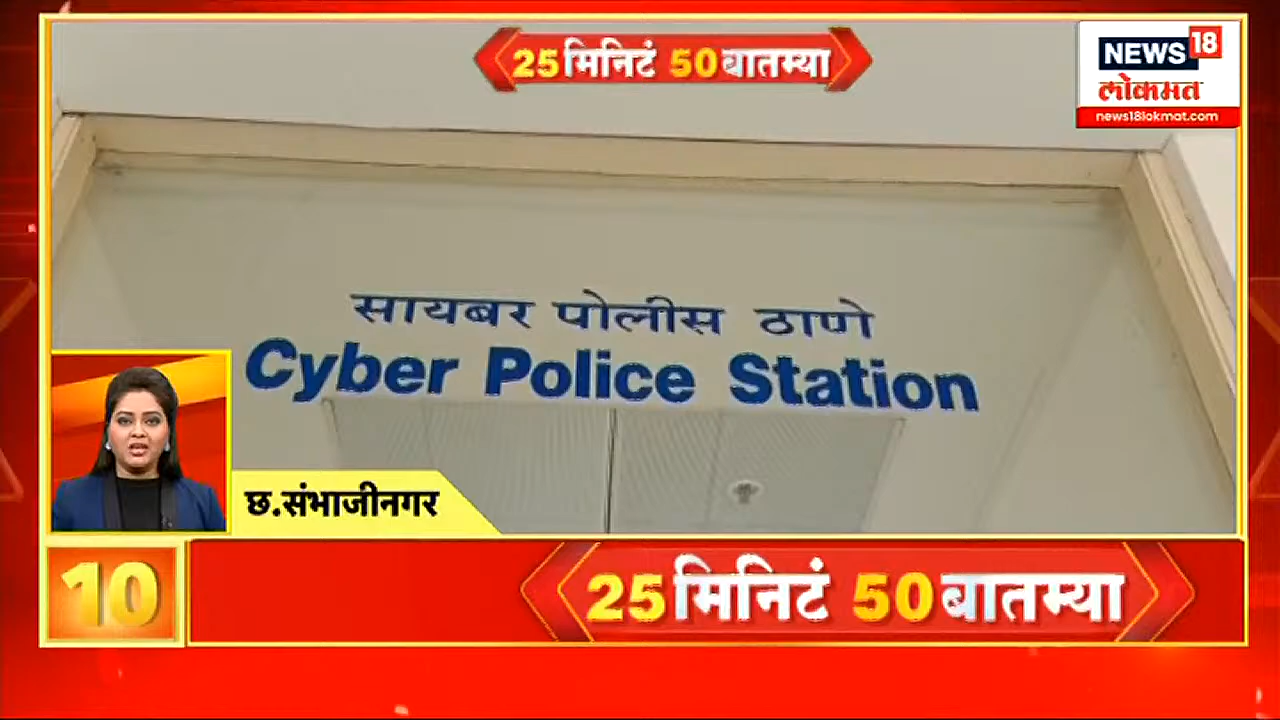 25 मिनिटं 50 बातम्या
NEWS 18
लोकमत
news18lokmat.com
सायबर पोलीस ठाणे
Cyber Police Station
छ.संभाजीनगर
10
25 मिनिटं 50 बातम्या